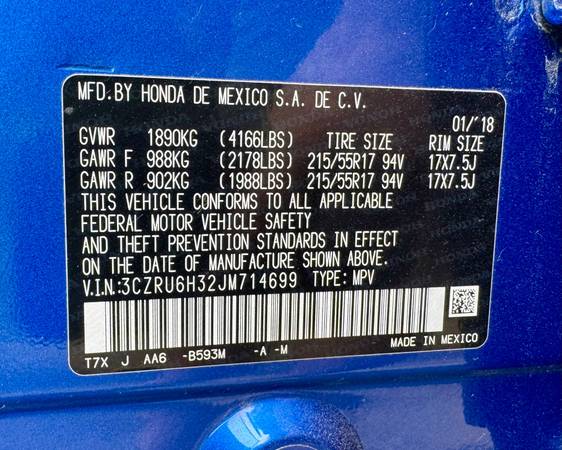 MFD.BY HONDA DE MEXICO S.A. DE C.V.
01/'18
GVWR 1890KG (4166LBS) TIRE SIZE RIM SIZE
GAWR F 988KG (2178LBS) 215/55R17 94V 17X7.5J
GAWR R 902KG (1988LBS) 215/55R17 94V 17X7.5J
THIS VEHICLE CONFORMS TO ALL APPLICABLE
FEDERAL MOTOR VEHICLE SAFETY
AND THEFT PREVENTION STANDARDS IN EFFECT
ON THE DATE OF MANUFACTURE SHOWN ABOVE.
V.I.N.:3CZRU6H32JM714699 TYPE: MPV
T7X J AA6 -B593M -A -M
MADE IN MEXICO